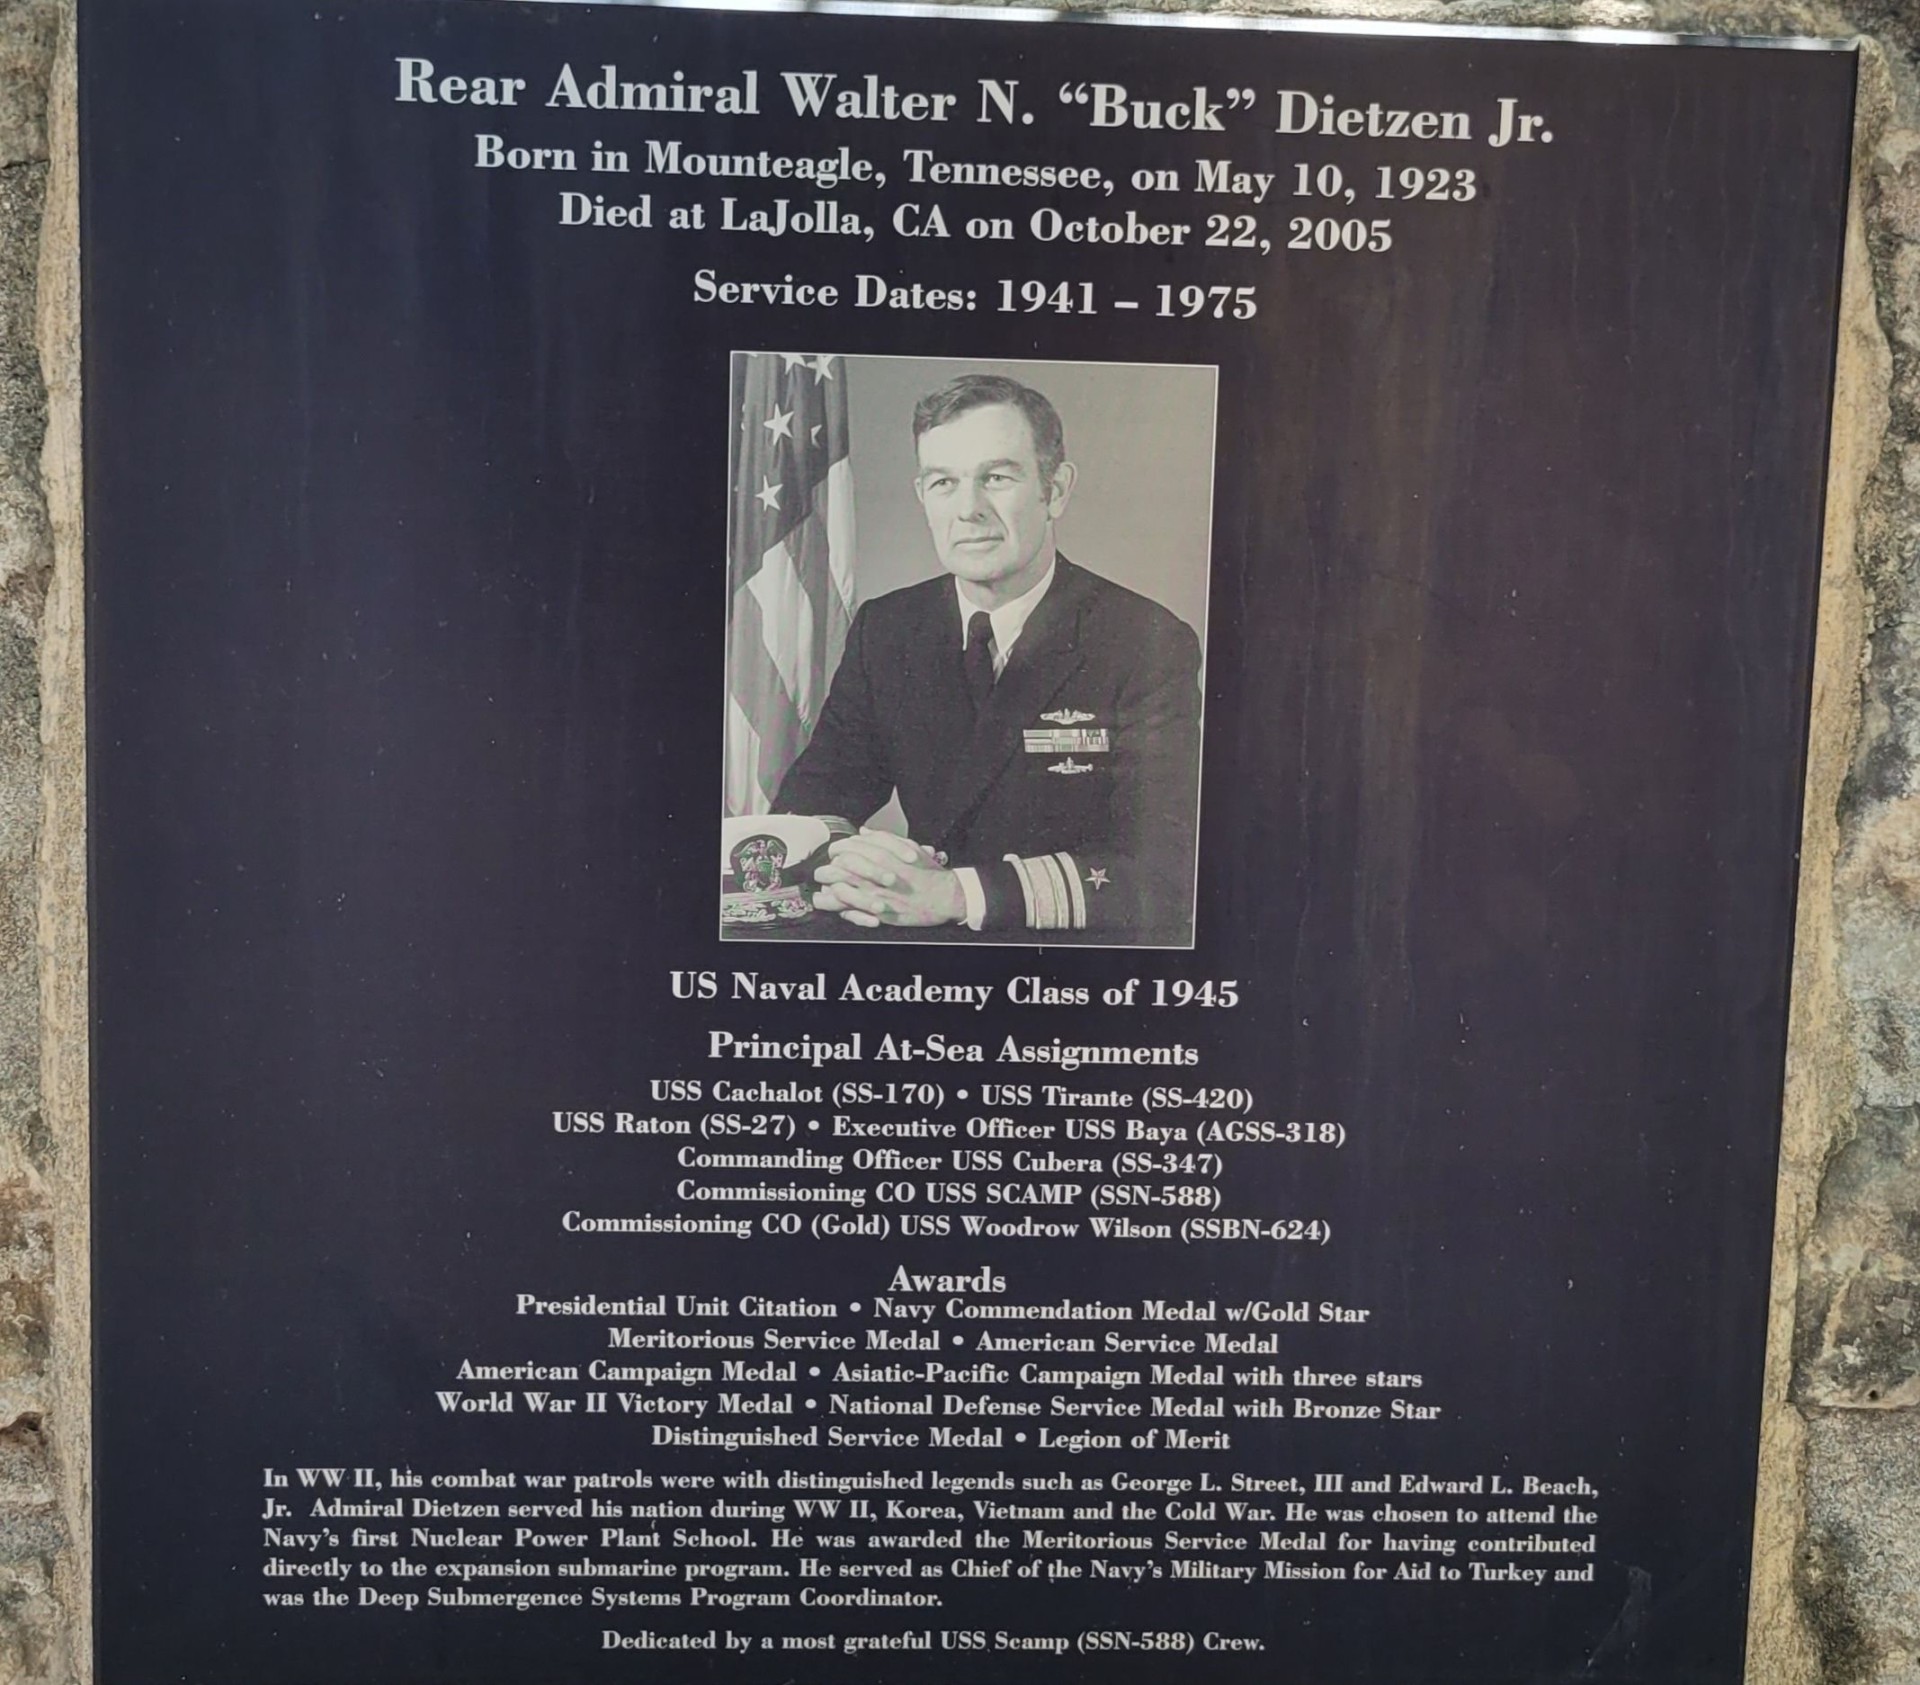 Rear Admiral Walter N. “Buck” Dietzen Jr.
Born in Mounteagle, Tennessee, on May 10, 1923
Died at LaJolla, CA on October 22, 2005
Service Dates: 1941 – 1975
US Naval Academy Class of 1945
Principal At-Sea Assignments
USS Cachalot (SS-170) • USS Tirante (SS-420)
USS Raton (SS-27) • Executive Officer USS Baya (AGSS-318)
Commanding Officer USS Cubera (SS-347)
Commissioning CO USS SCAMP (SSN-588)
Commissioning CO (Gold) USS Woodrow Wilson (SSBN-624)
Awards
Presidential Unit Citation • Navy Commendation Medal w/Gold Star
Meritorious Service Medal • American Service Medal
American Campaign Medal • Asiatic-Pacific Campaign Medal with three stars
World War II Victory Medal • National Defense Service Medal with Bronze Star
Distinguished Service Medal • Legion of Merit
In WW II, his combat war patrols were with distinguished legends such as George L. Street, III and Edward L. Beach,
Jr. Admiral Dietzen served his nation during WW II, Korea, Vietnam and the Cold War. He was chosen to attend the
Navy’s first Nuclear Power Plant School. He was awarded the Meritorious Service Medal for having contributed
directly to the expansion submarine program. He served as Chief of the Navy’s Military Mission for Aid to Turkey and
was the Deep Submergence Systems Program Coordinator.
Dedicated by a most grateful USS Scamp (SSN-588) Crew.